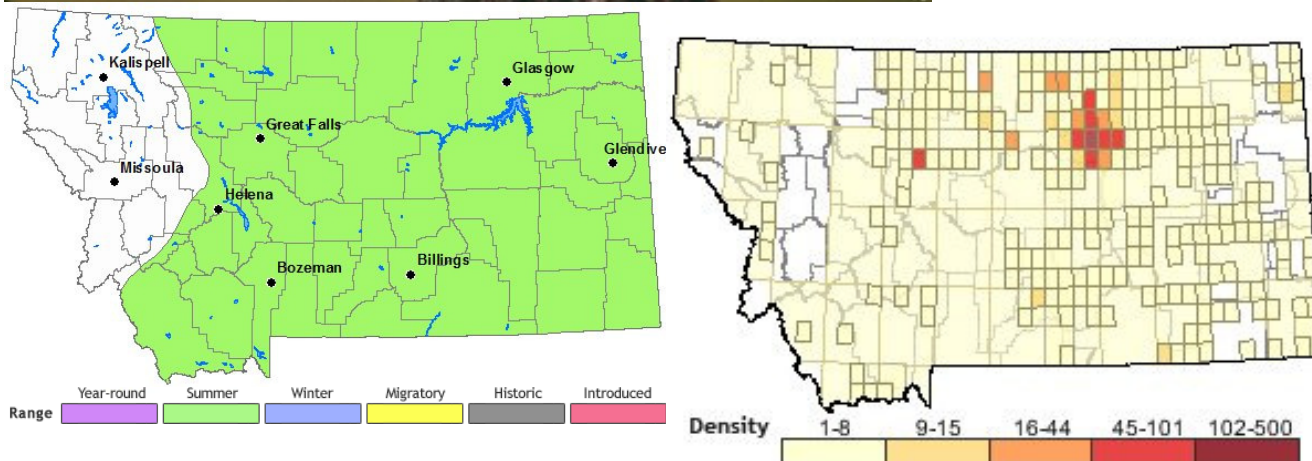 Kalispell
Glasgow
Great Falls
Glendive
Missoula
Helena
Bozeman
Billings
Year-round Summer Winter Migratory Historic Introduced
Range
Density 1-8 9-15 16-44 45-101 102-500